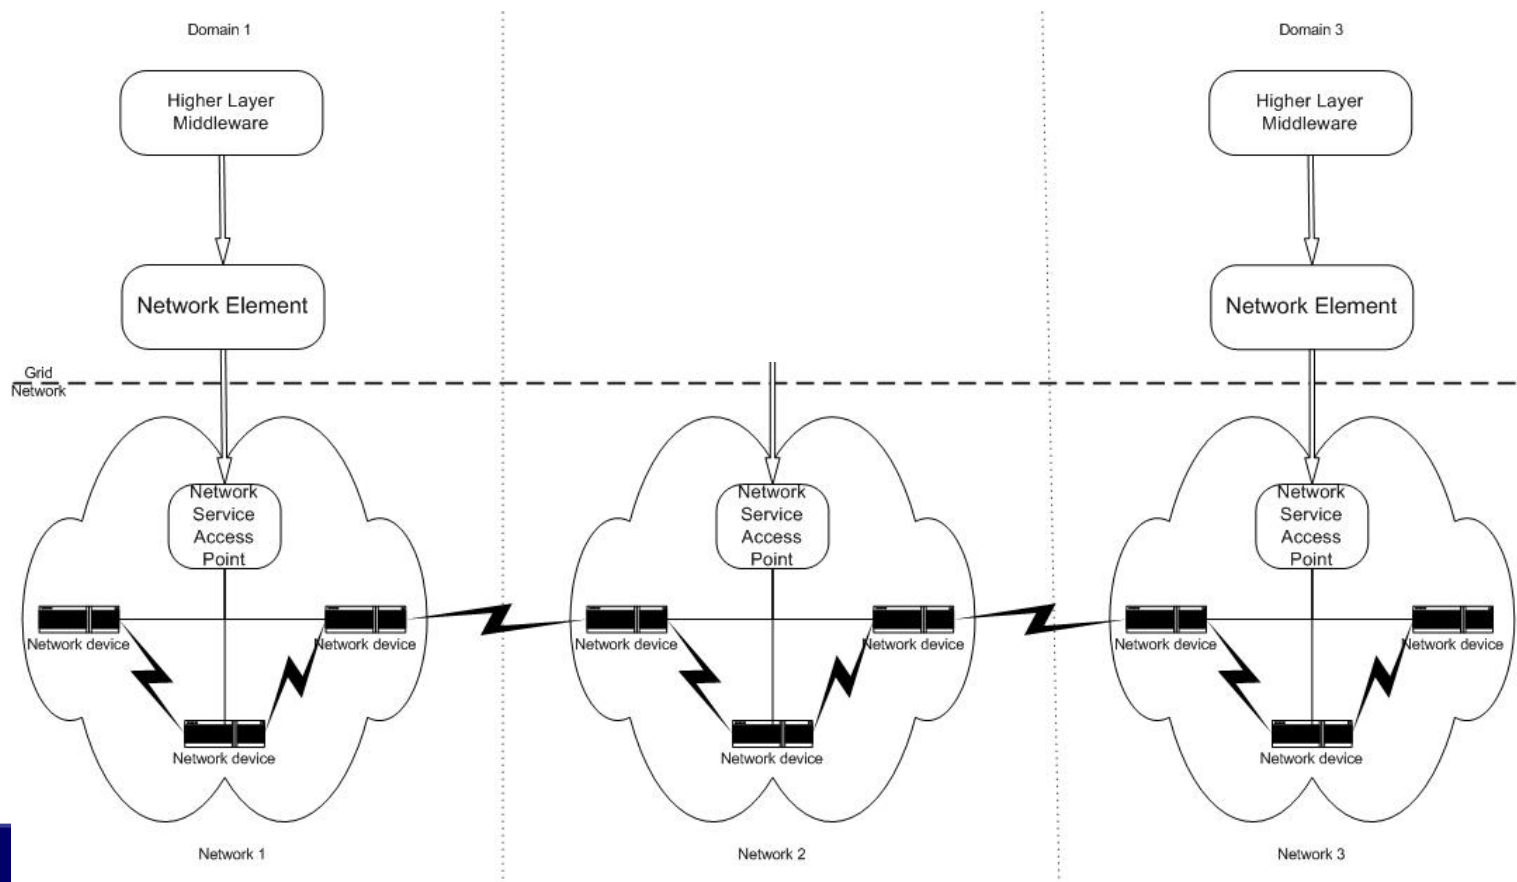 Domain 1
Domain 3
Higher Layer
Middleware
Higher Layer
Middleware
Network Element
Network Element
Grid
Network
Network
Service
Access
Point
Network
Service
Access
Point
Network
Service
Access
Point
Network device
Network device
Network device
Network device
Network device
Network device
Network device
Network device
Network device
Network 1
Network 2
Network 3